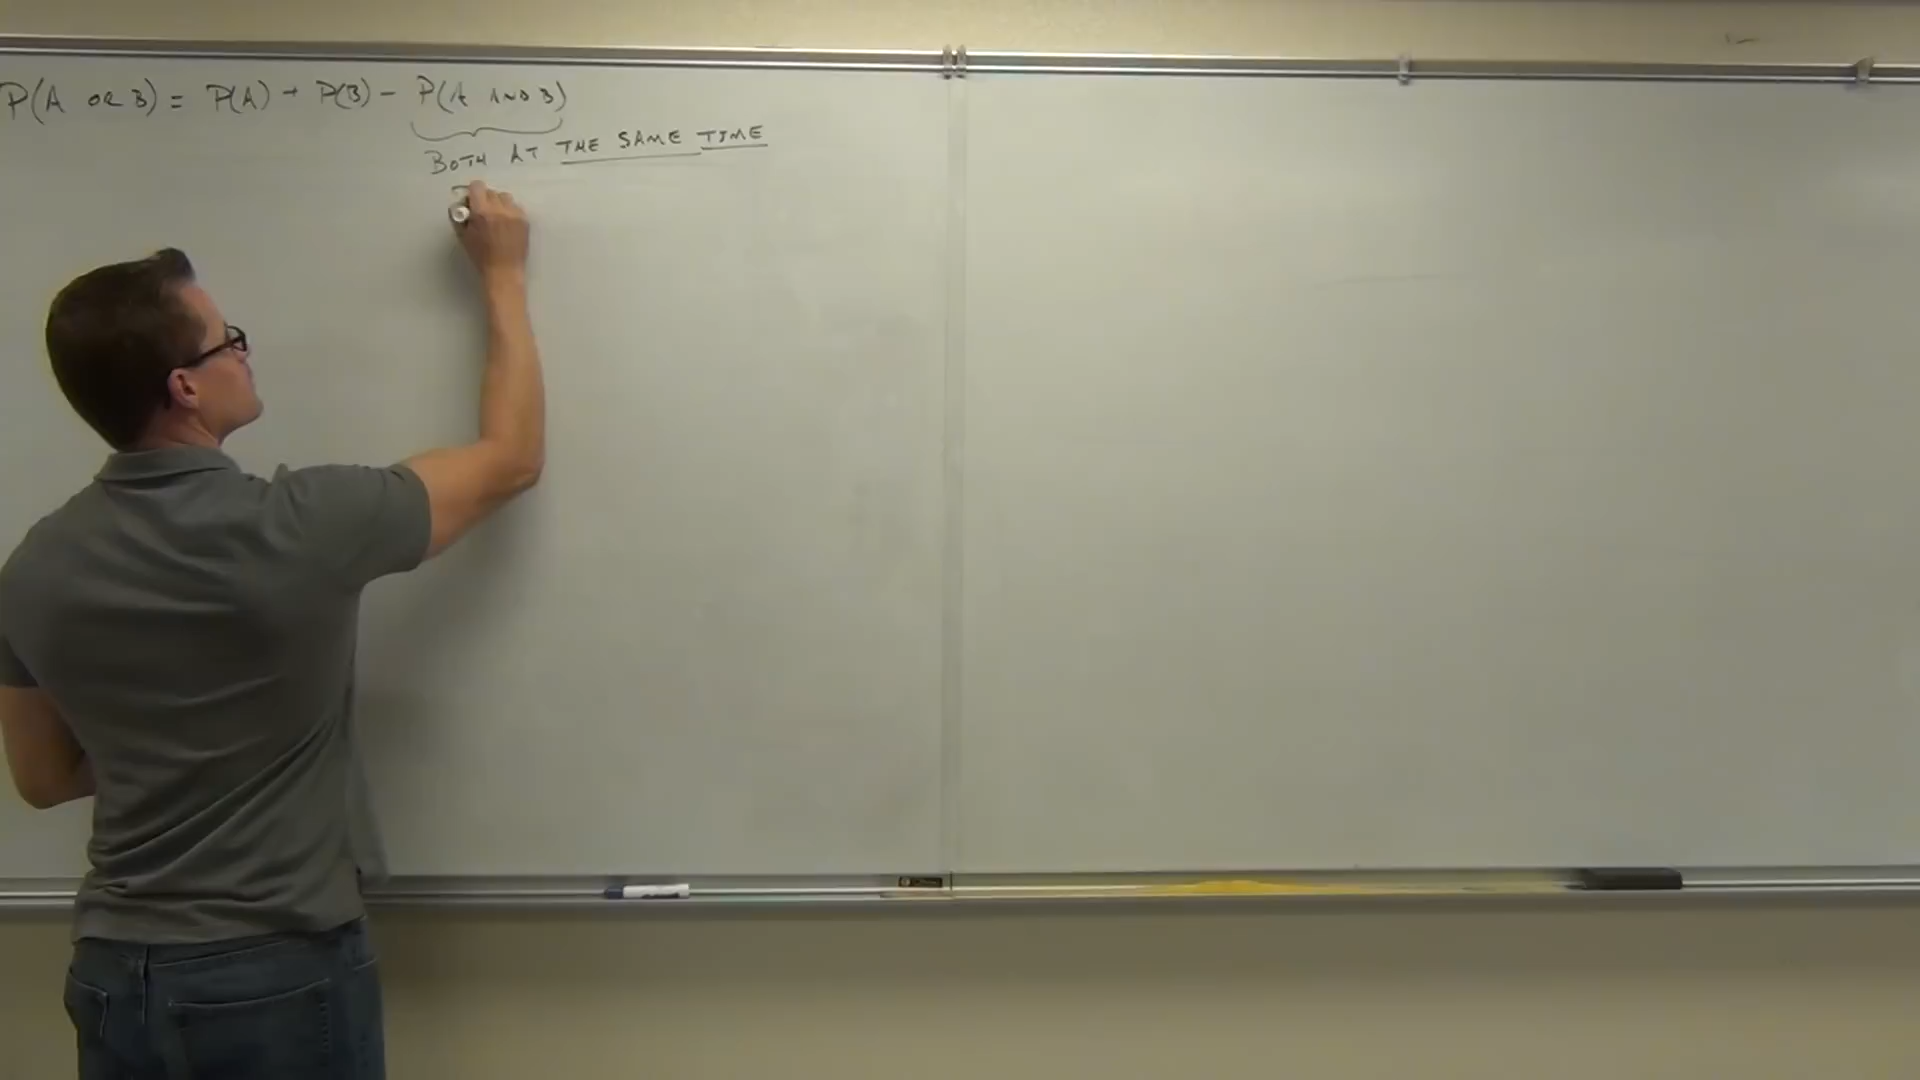 P(A OR B) = P(A) + P(B) - P(A AND B)
BOTH AT THE SAME TIME